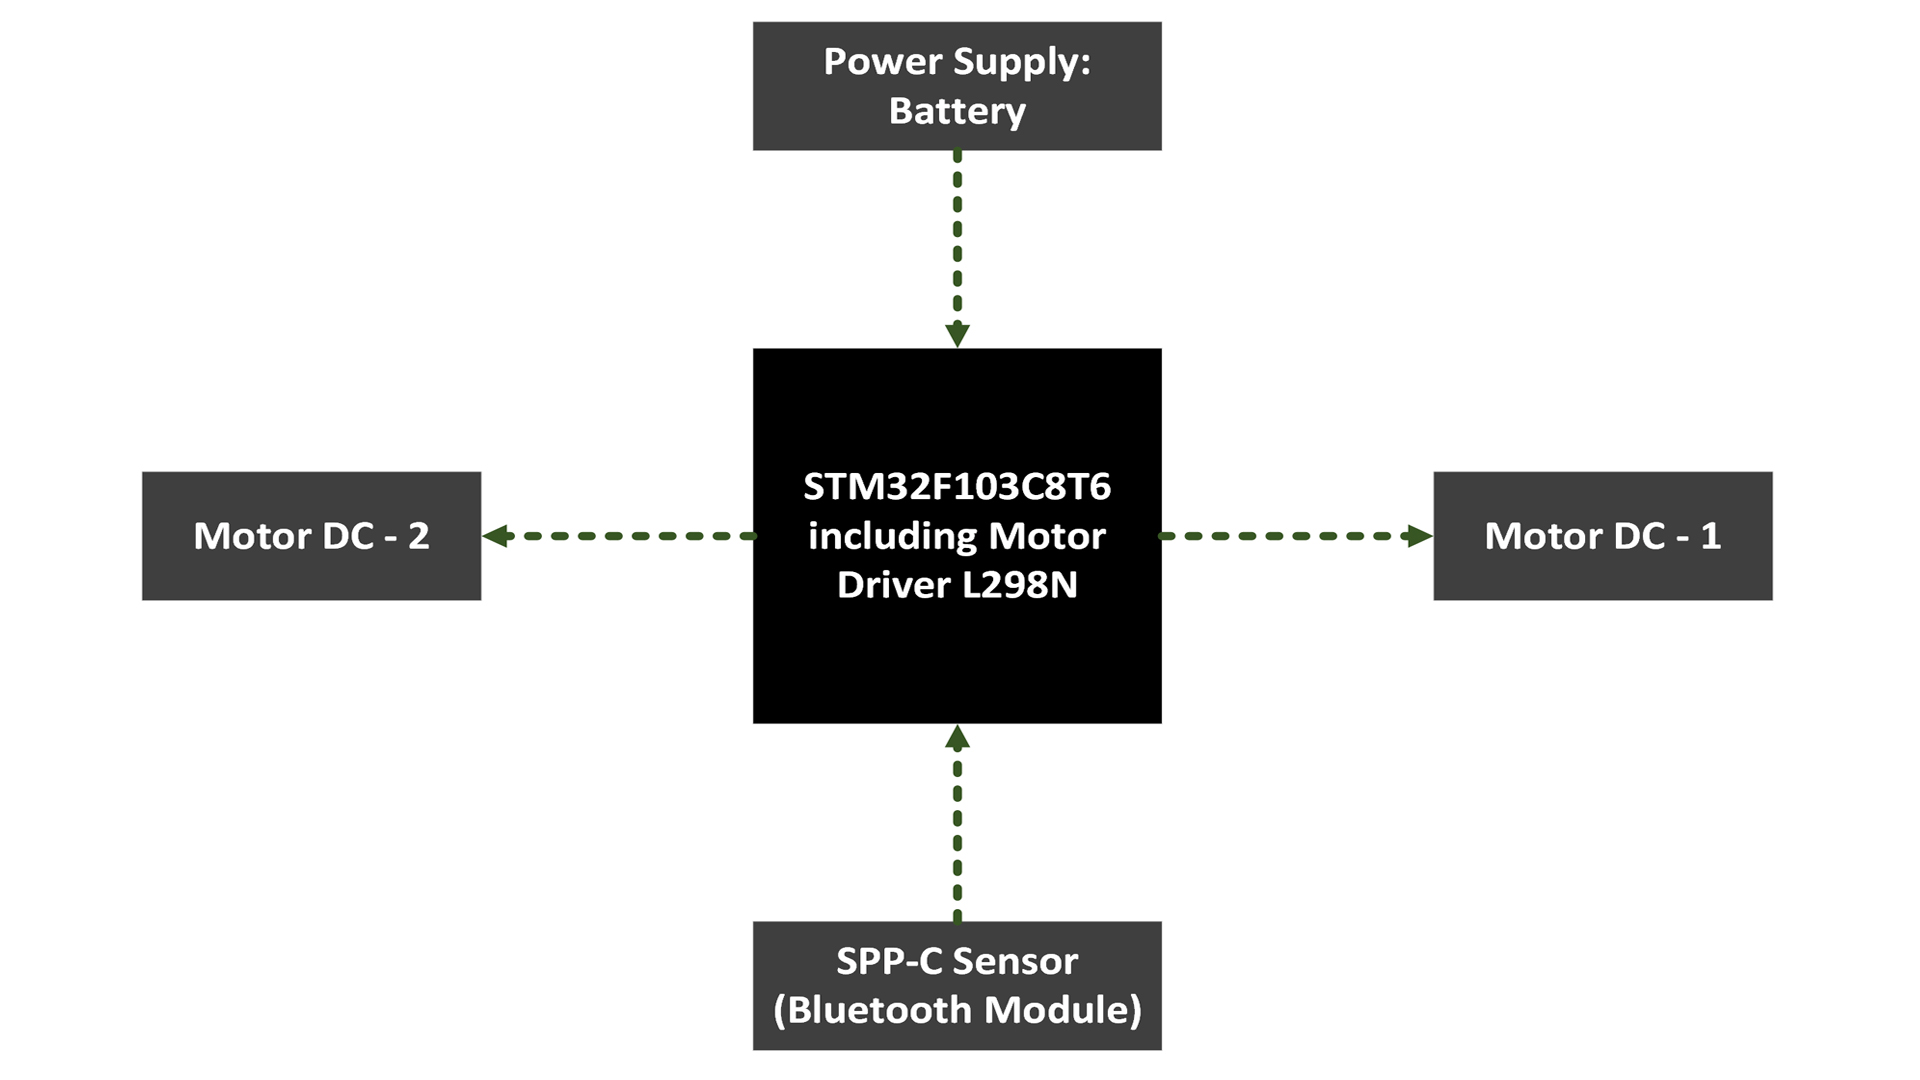 Power Supply:
Battery
STM32F103C8T6
including Motor
Driver L298N
Motor DC - 2
Motor DC - 1
SPP-C Sensor
(Bluetooth Module)